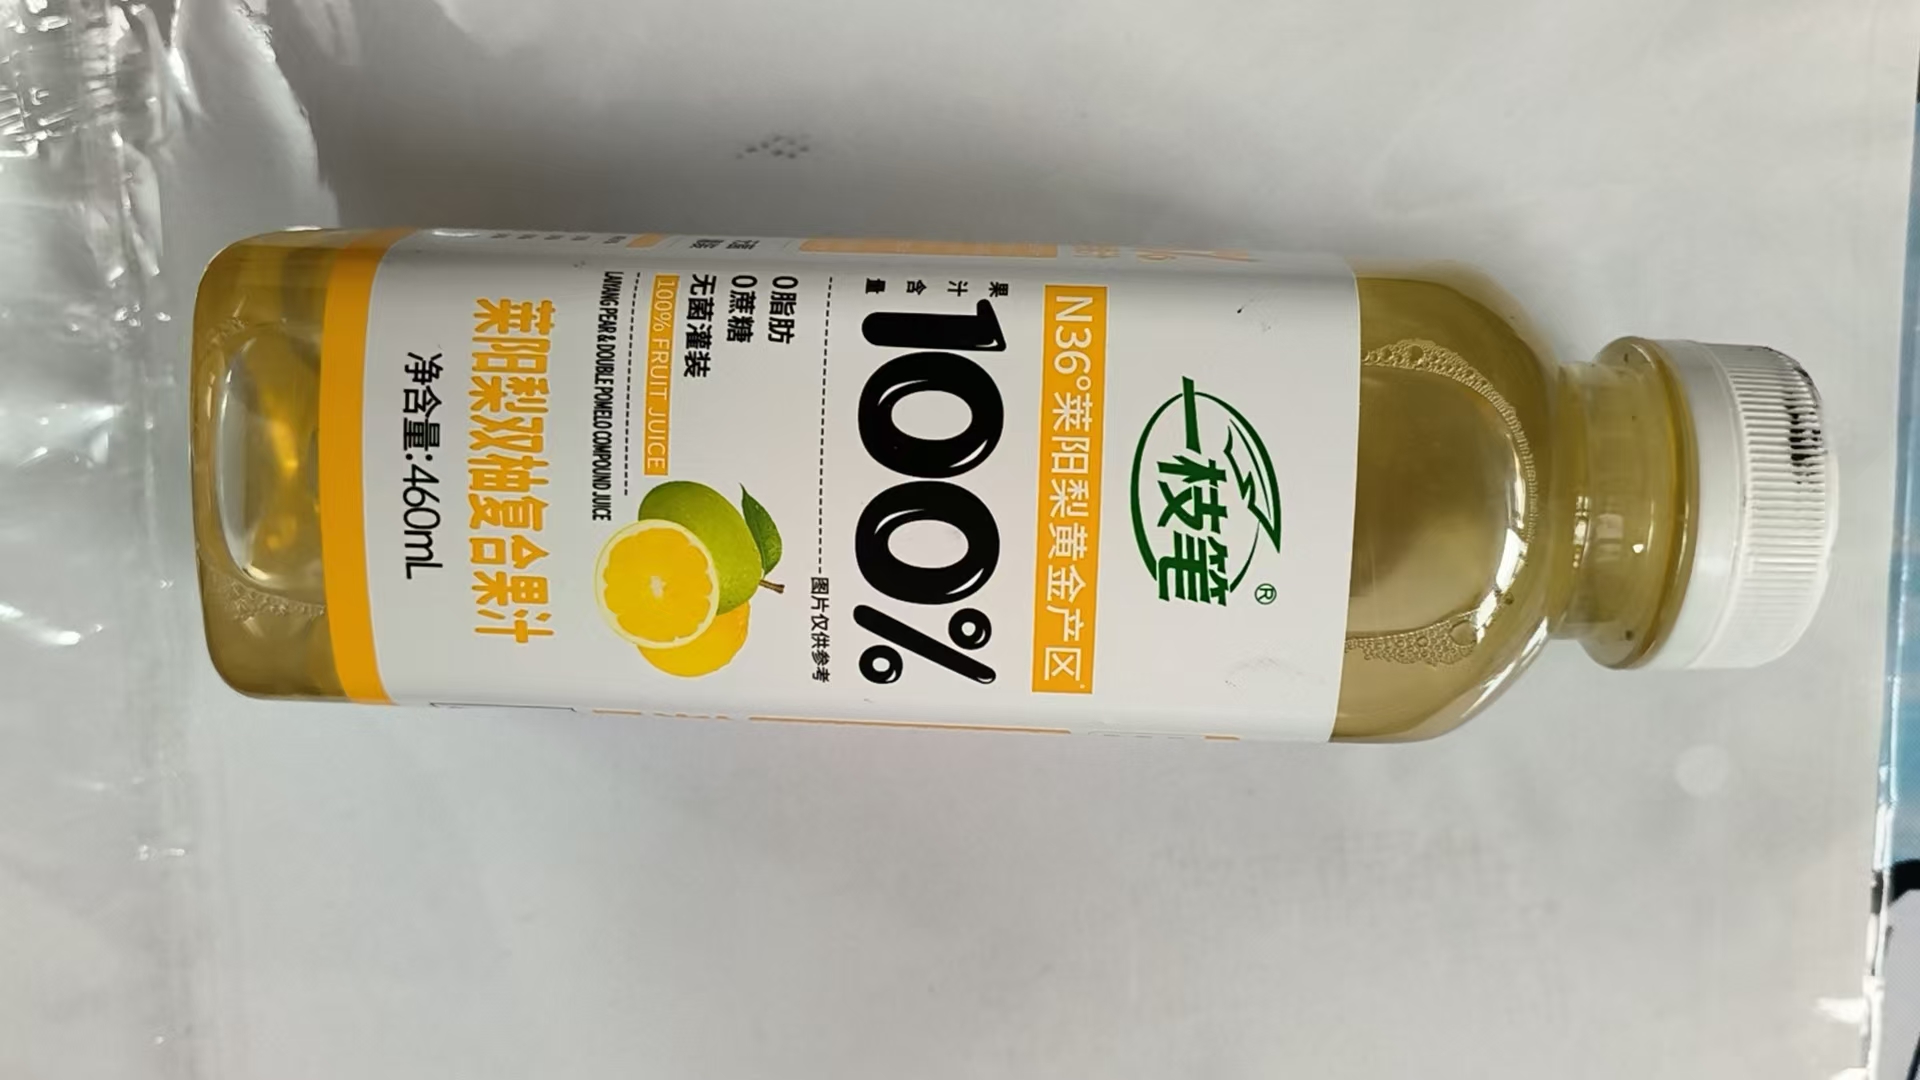 一枝笔®
N36°莱阳梨黄金产区
果汁含量
100%
图片仅供参考
0脂肪
0蔗糖
无菌灌装
100% FRUIT JUICE
LAIYANG PEAR & DOUBLE POMELO COMPOUND JUICE
莱阳梨双柚复合果汁
净含量:460mL